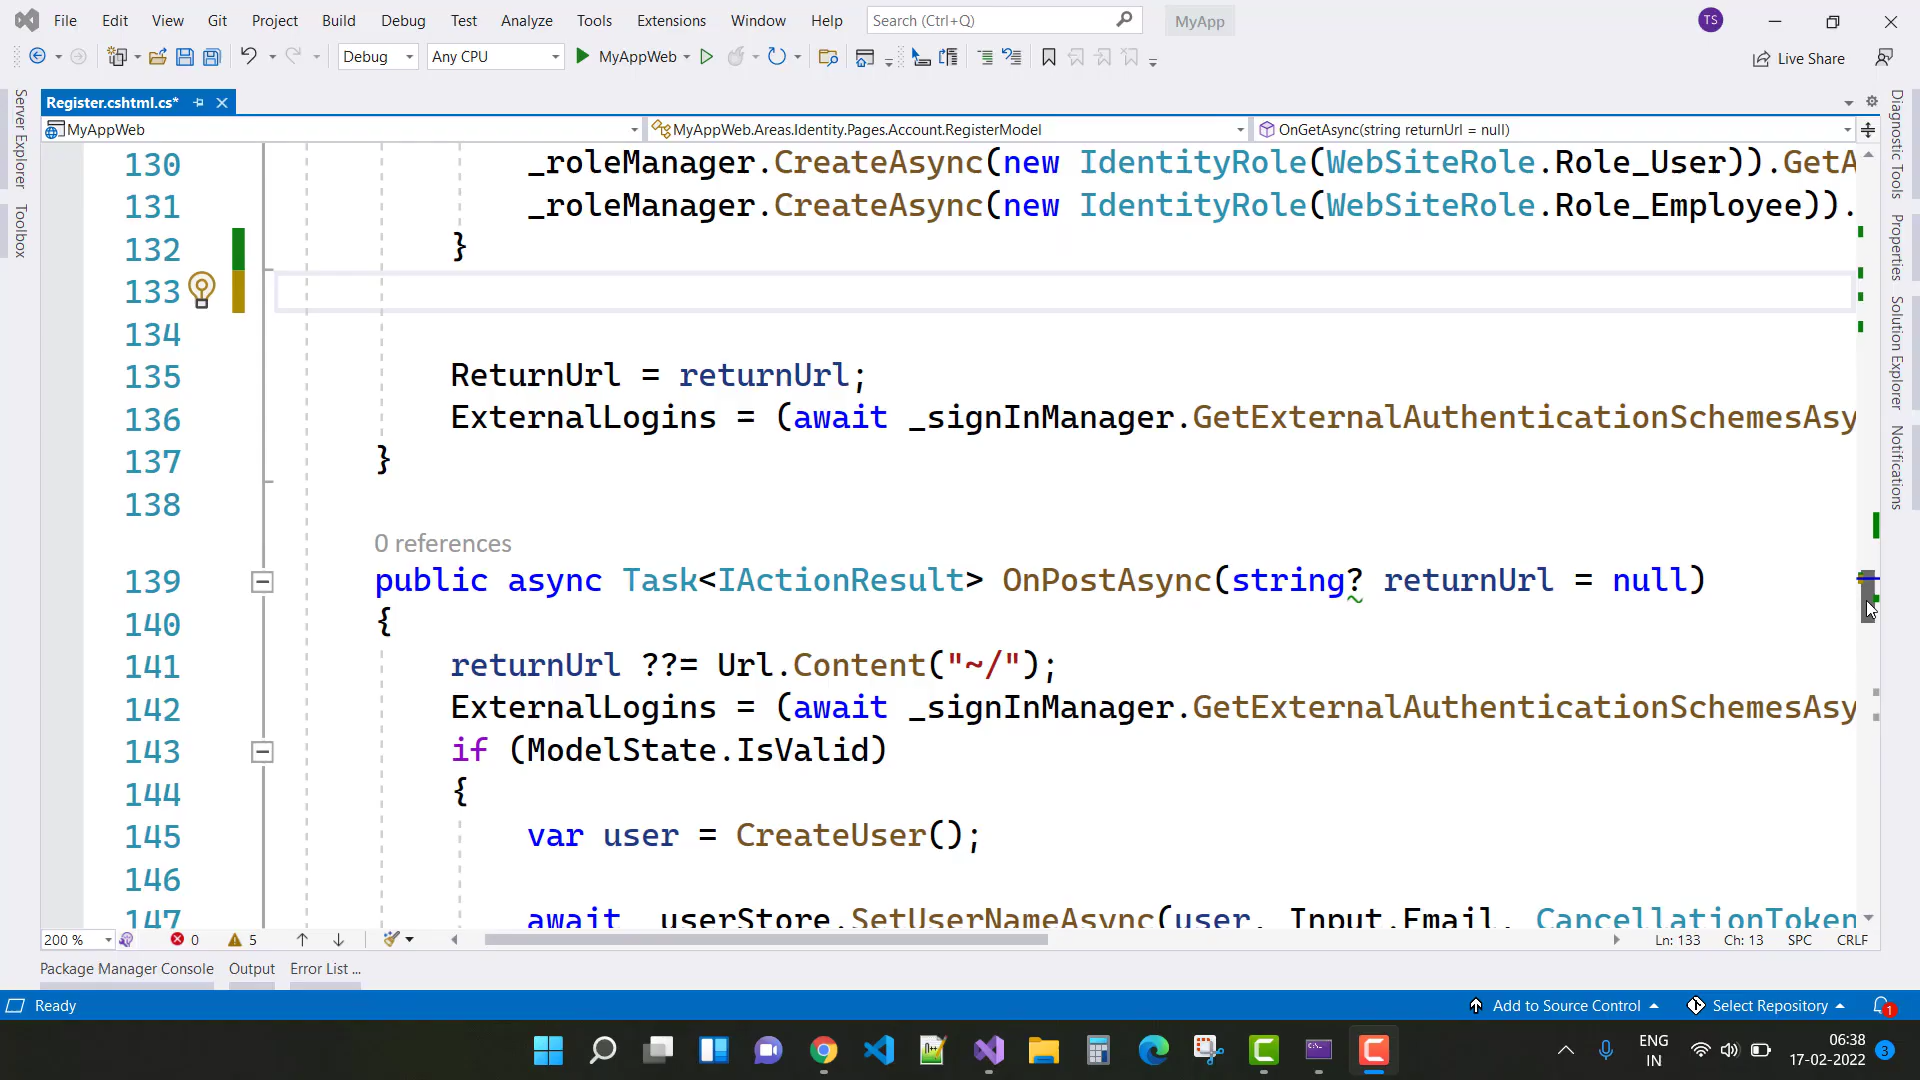 File Edit View Git Project Build Debug Test Analyze Tools Extensions Window Help Search (Ctrl+Q) MyApp TS
Debug Any CPU MyAppWeb Live Share
Register.cshtml.cs*
MyAppWeb MyAppWeb.Areas.Identity.Pages.Account.RegisterModel OnGetAsync(string returnUrl = null)
Server Explorer
Toolbox
Diagnostic Tools
Properties
Solution Explorer
Notifications
130 _roleManager.CreateAsync(new IdentityRole(WebSiteRole.Role_User)).GetA
131 _roleManager.CreateAsync(new IdentityRole(WebSiteRole.Role_Employee)).
132 }
133
134
135 ReturnUrl = returnUrl;
136 ExternalLogins = (await _signInManager.GetExternalAuthenticationSchemesAsy
137 }
138
0 references
139 public async Task<IActionResult> OnPostAsync(string? returnUrl = null)
140 {
141 returnUrl ??= Url.Content("~/");
142 ExternalLogins = (await _signInManager.GetExternalAuthenticationSchemesAsy
143 if (ModelState.IsValid)
144 {
145 var user = CreateUser();
146
147 await _userStore.SetUserNameAsync(user, Input.Email, CancellationToken
200 % 0 5 Ln: 133 Ch: 13 SPC CRLF
Package Manager Console Output Error List ...
Ready Add to Source Control Select Repository 1
ENG
IN
06:38
17-02-2022
3